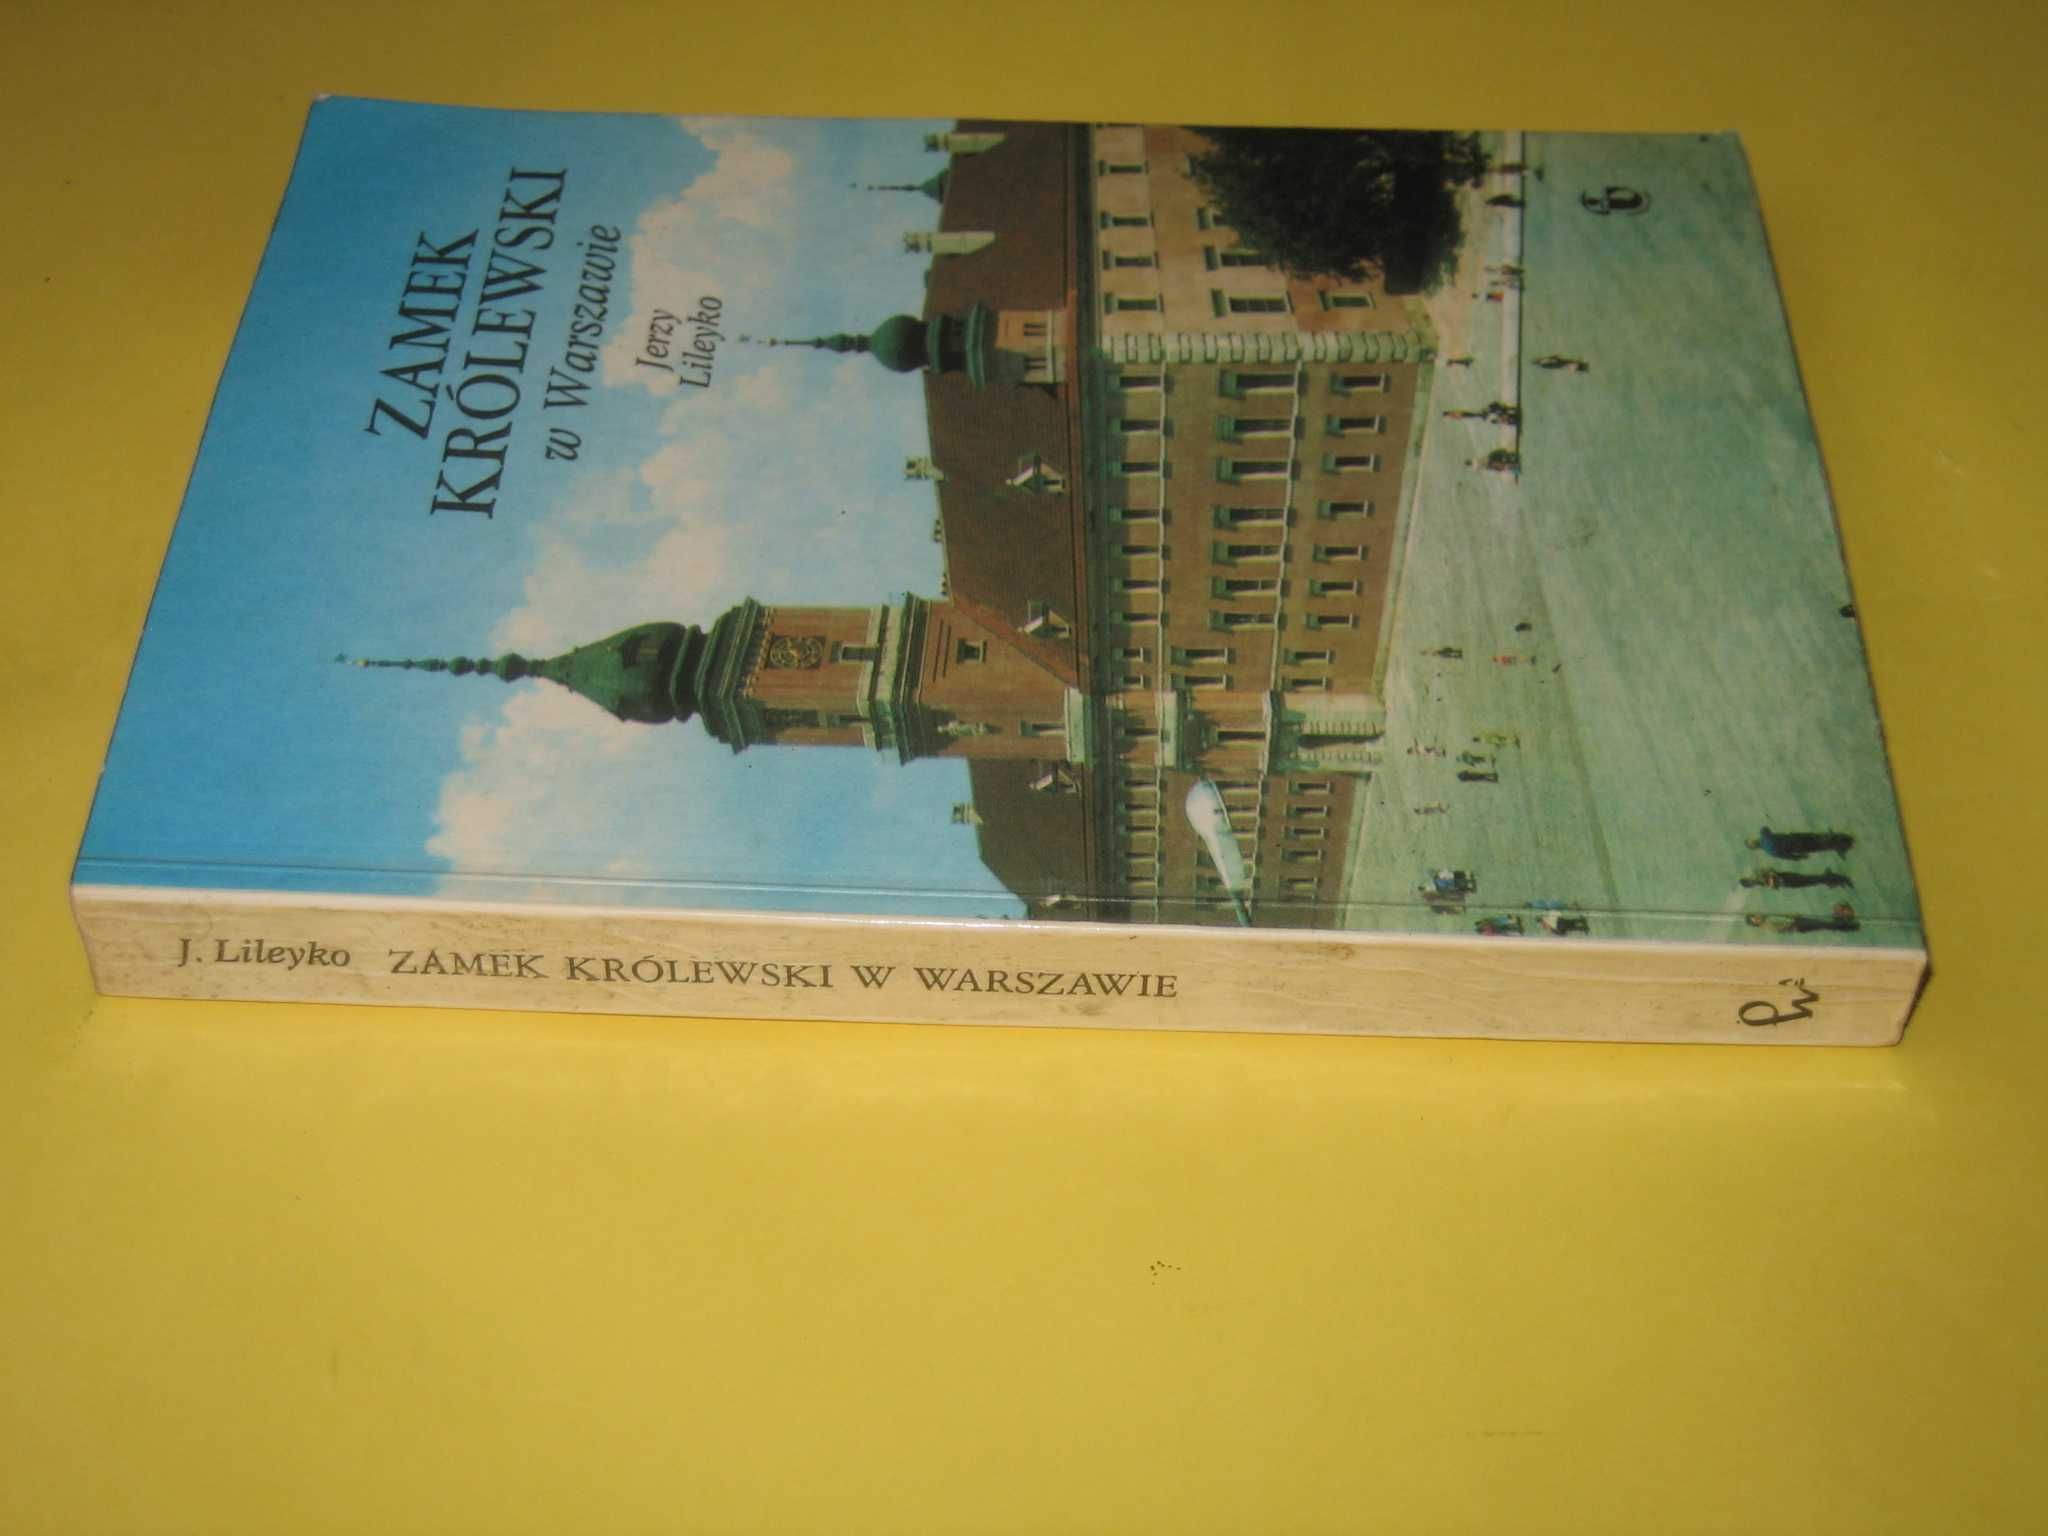 ZAMEK
KRÓLEWSKI
w Warszawie
Jerzy
Lileyko
J. Lileyko ZAMEK KRÓLEWSKI W WARSZAWIE